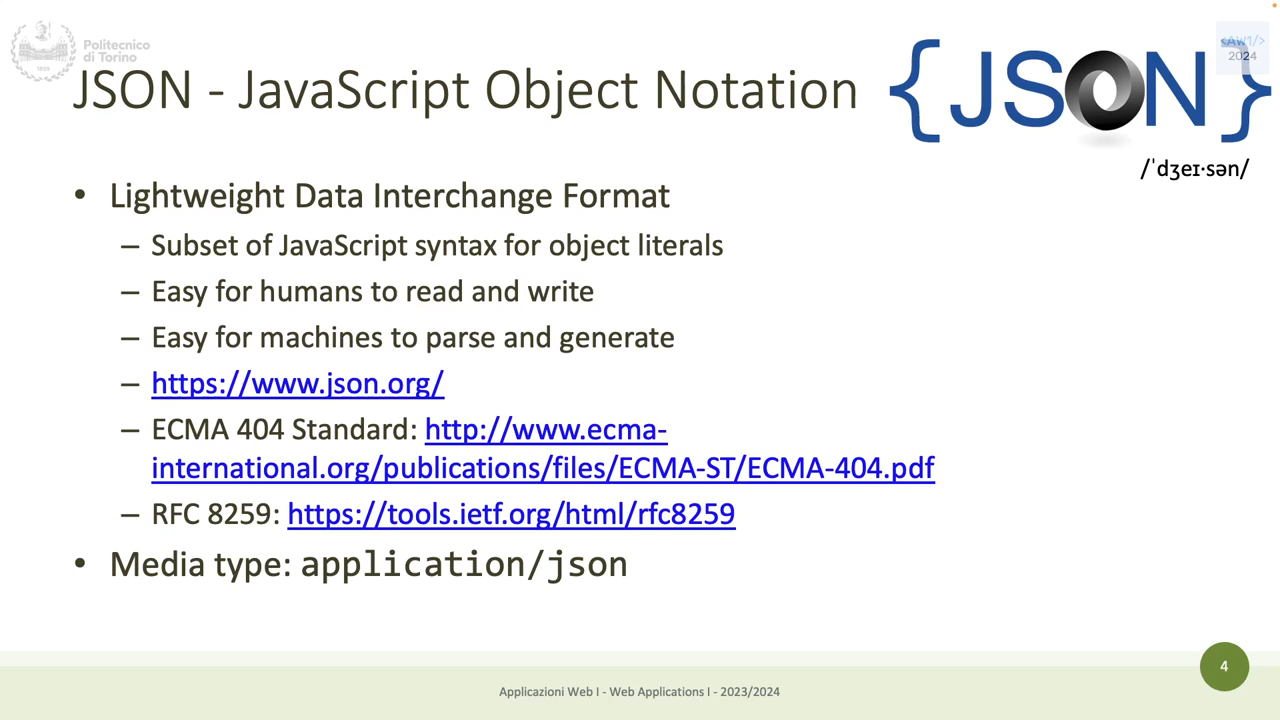 Politecnico
di Torino
1859
<AW1/>
2024
JSON - JavaScript Object Notation
{JSON}
/ˈdʒeɪ·sən/
• Lightweight Data Interchange Format
– Subset of JavaScript syntax for object literals
– Easy for humans to read and write
– Easy for machines to parse and generate
– https://www.json.org/
– ECMA 404 Standard: http://www.ecma-
international.org/publications/files/ECMA-ST/ECMA-404.pdf
– RFC 8259: https://tools.ietf.org/html/rfc8259
• Media type: application/json
4
Applicazioni Web I - Web Applications I - 2023/2024